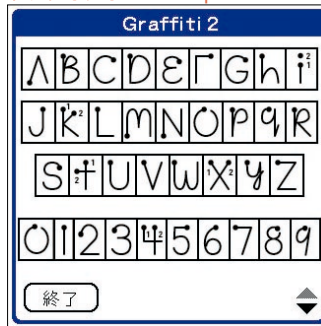 Graffiti 2
A B C D E F G h i
J K L M N O P q R
S t U V W X Y Z
0 1 2 3 4 5 6 7 8 9
終了